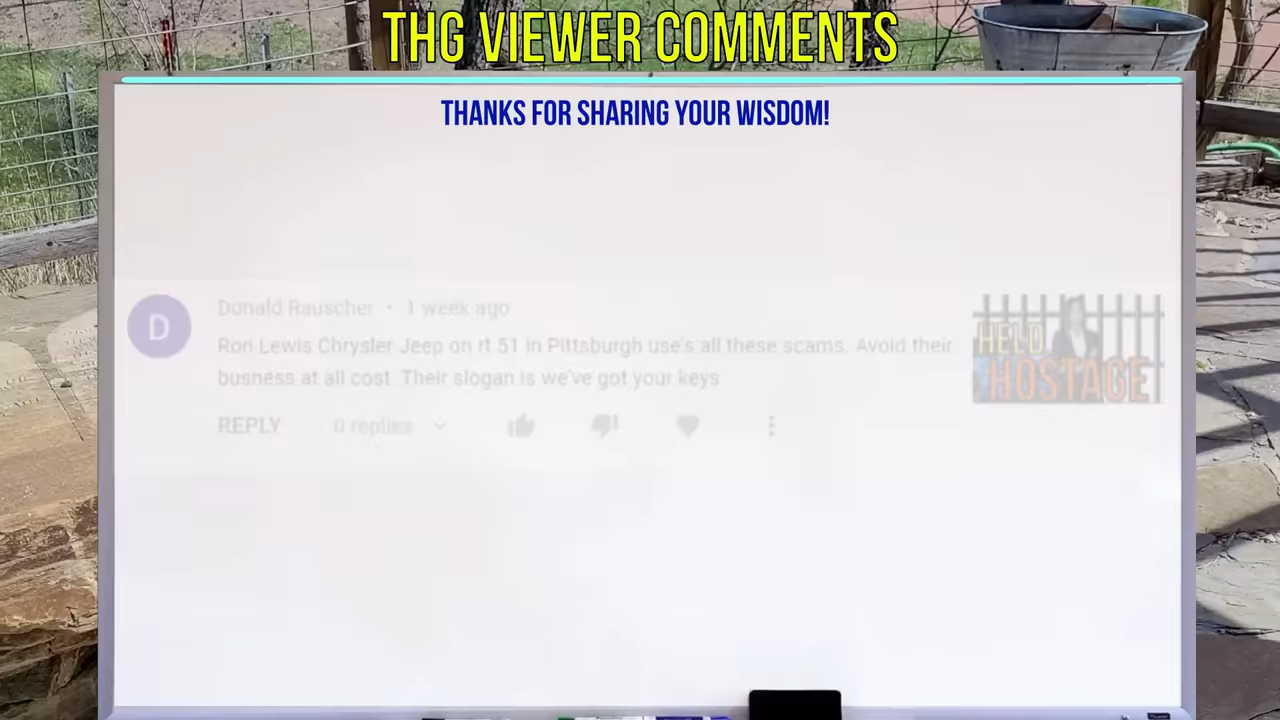 THG VIEWER COMMENTS
THANKS FOR SHARING YOUR WISDOM!
Donald Rauscher • 1 week ago
Ron Lewis Chrysler Jeep on rt 51 in Pittsburgh use's all these scams. Avoid their
busness at all cost. Their slogan is we've got your keys
REPLY 0 replies
D
HELD
HOSTAGE